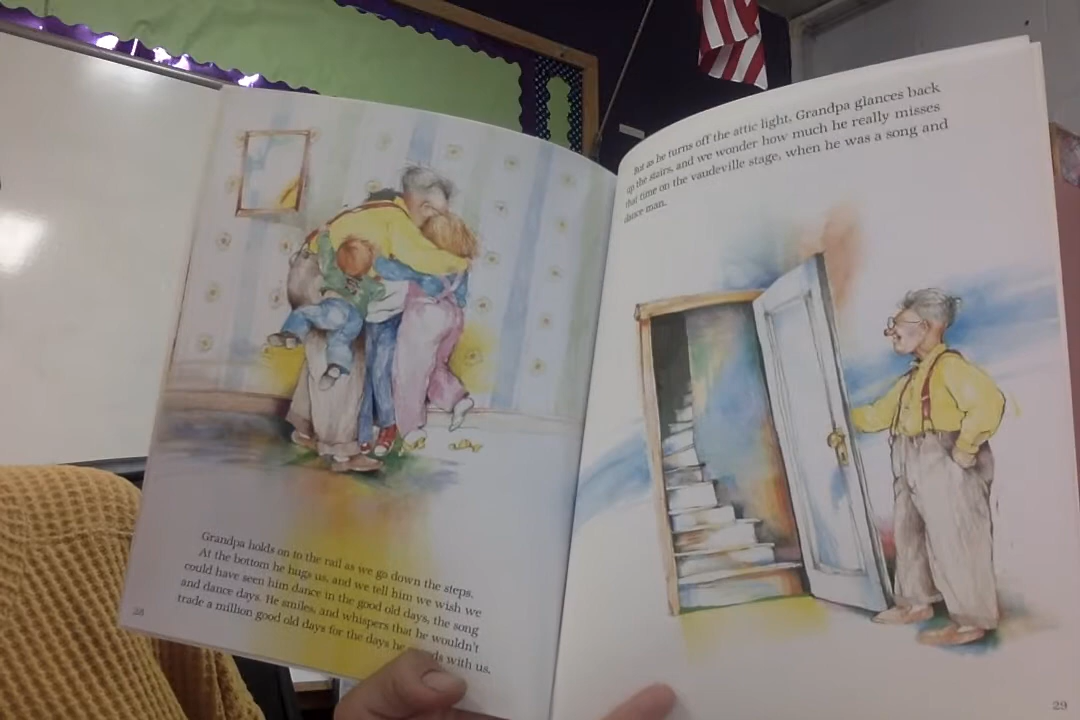 Grandpa holds on to the rail as we go down the steps.
At the bottom he hugs us, and we tell him we wish we
could have seen him dance in the good old days, the song
and dance days. He smiles, and whispers that he wouldn't
trade a million good old days for the days he with us.
28
But as he turns off the attic light, Grandpa glances back
up the stairs, and we wonder how much he really misses
that time on the vaudeville stage, when he was a song and
dance man.
29